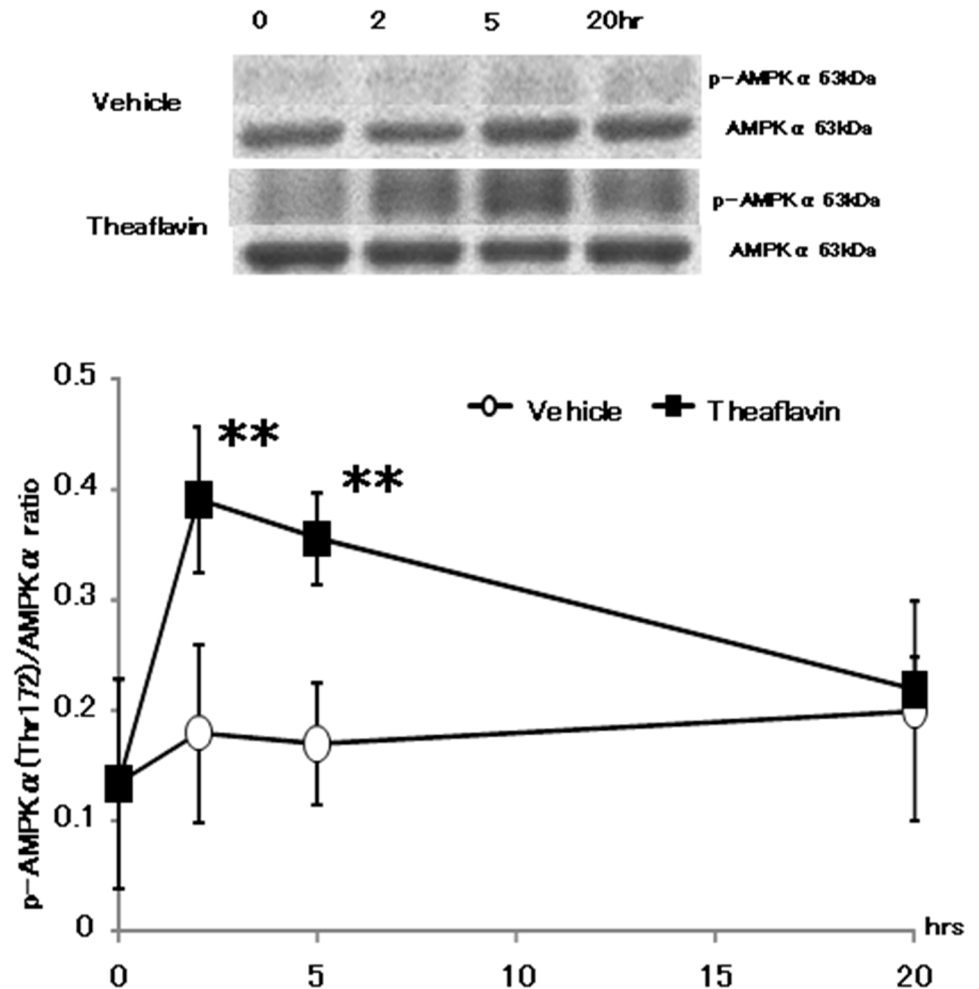 0 2 5 20hr
p-AMPKα 63kDa
Vehicle
AMPKα 63kDa
p-AMPKα 63kDa
Theaflavin
AMPKα 63kDa
p-AMPKα(Thr172)/AMPKα ratio
0.5
Vehicle Theaflavin
**
**
0.4
0.3
0.2
0.1
0
hrs
0 5 10 15 20